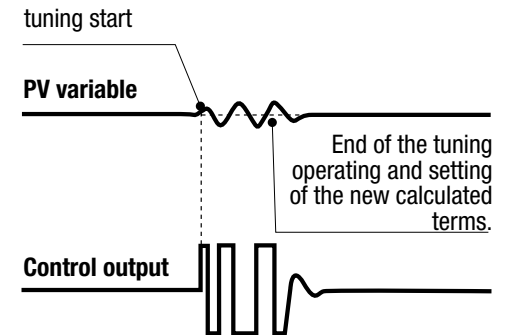 tuning start
PV variable
End of the tuning
operating and setting
of the new calculated
terms.
Control output